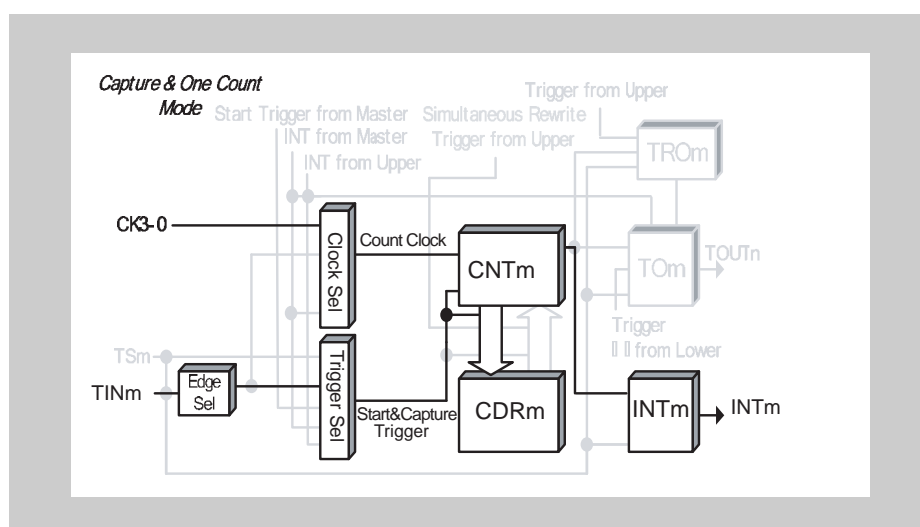 Capture & One Count
Mode
Trigger from Upper
Start Trigger from Master
Simultaneous Rewrite
INT from Master
Trigger from Upper
INT from Upper
TROm
CK3-0
Clock Sel
Count Clock
CNTm
TOm
TOUTn
Trigger
from Lower
TSm
TINm
Edge
Sel
Trigger Sel
Start&Capture
Trigger
CDRm
INTm
INTm